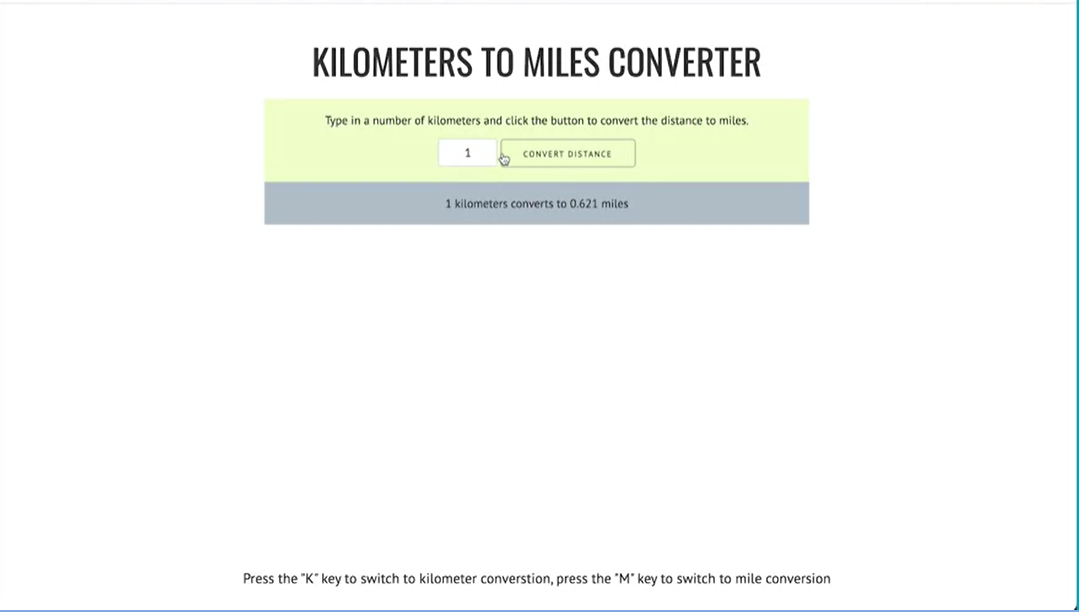 KILOMETERS TO MILES CONVERTER
Type in a number of kilometers and click the button to convert the distance to miles.
1 CONVERT DISTANCE
1 kilometers converts to 0.621 miles
Press the "K" key to switch to kilometer converstion, press the "M" key to switch to mile conversion